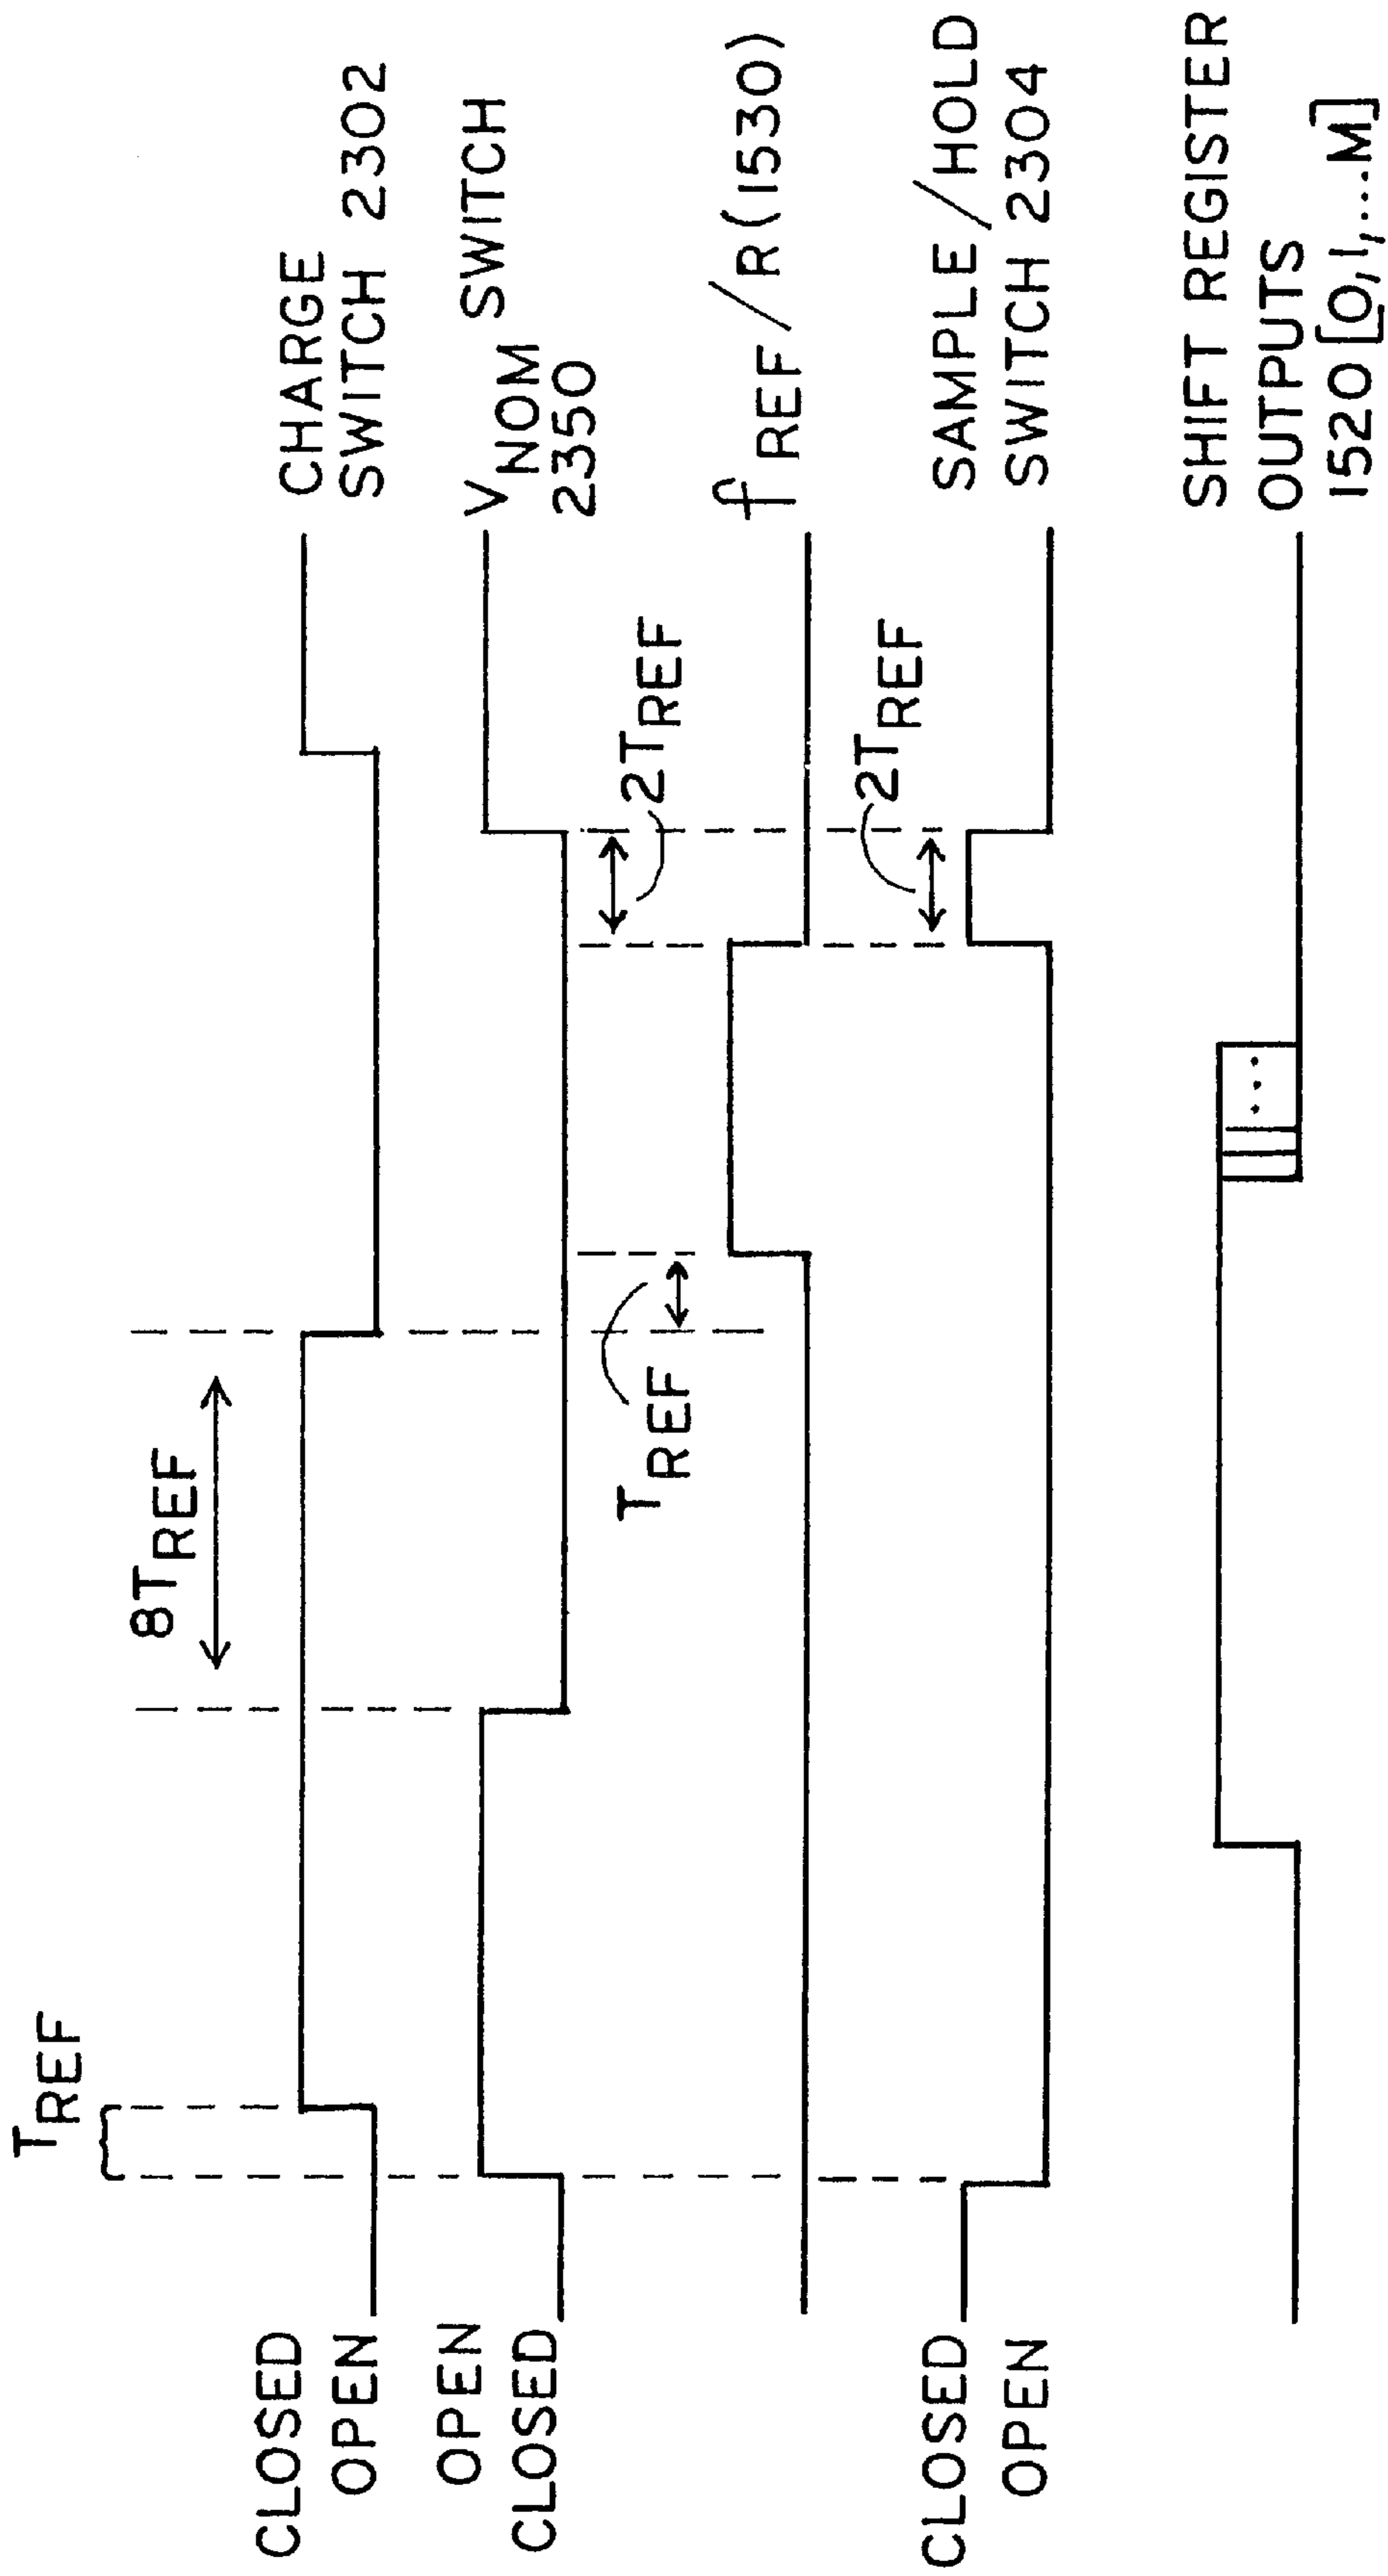 TREF
8TREF
CLOSED
OPEN
CHARGE
SWITCH 2302
OPEN
CLOSED
VNOM SWITCH
2350
TREF
2TREF
fREF/R(1530)
2TREF
CLOSED
OPEN
SAMPLE/HOLD
SWITCH 2304
SHIFT REGISTER
OUTPUTS
1520 [0,1,...M]